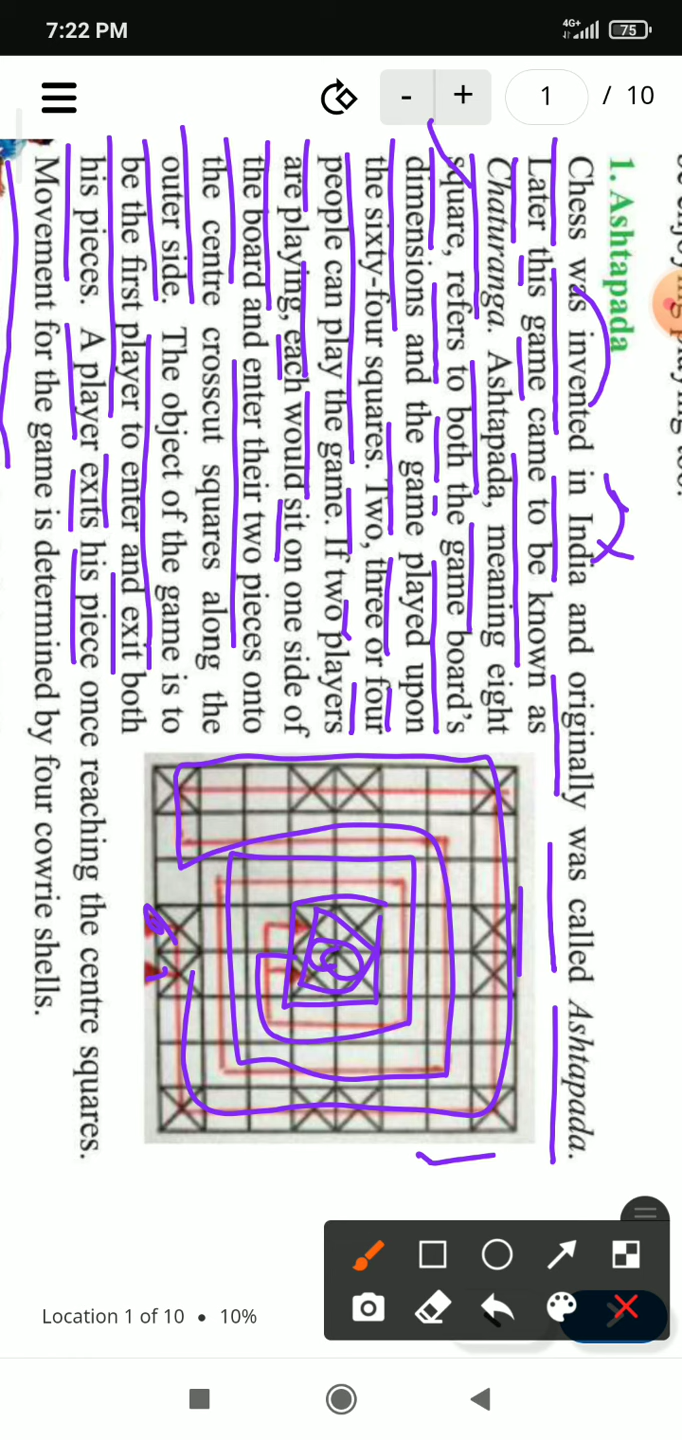 7:22 PM
4G+
75
-
+
1
/ 10
1. Ashtapada
Chess was invented in India and originally was called Ashtapada.
Later this game came to be known as
Chaturanga. Ashtapada, meaning eight
square, refers to both the game board's
dimensions and the game played upon
the sixty-four squares. Two, three or four
people can play the game. If two players
are playing, each would sit on one side of
the board and enter their two pieces onto
the centre crosscut squares along the
outer side. The object of the game is to
be the first player to enter and exit both
his pieces. A player exits his piece once reaching the centre squares.
Movement for the game is determined by four cowrie shells.
Location 1 of 10 • 10%